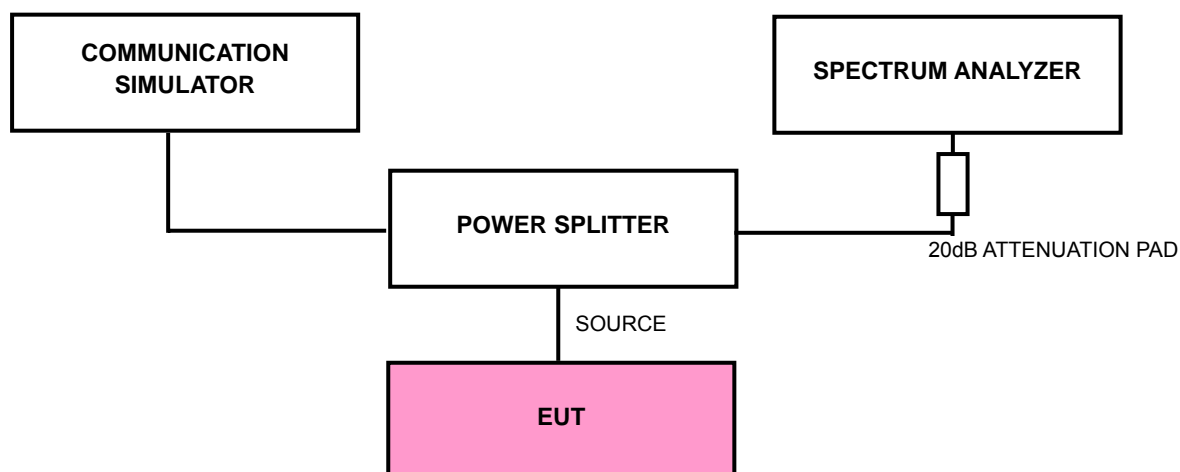 COMMUNICATION
SIMULATOR
SPECTRUM ANALYZER
POWER SPLITTER
20dB ATTENUATION PAD
SOURCE
EUT